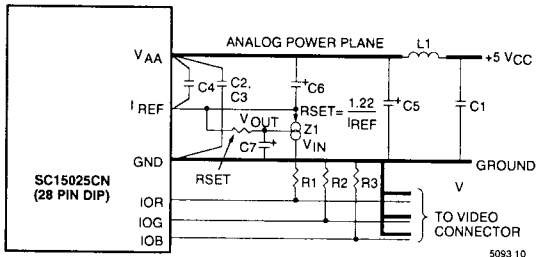 ANALOG POWER PLANE
L1
+5 VCC
VAA
C4
C2,
C3
+
C6
+
C5
C1
IREF
RSET= 1.22
IREF
VOUT
Z1
C7
+
VIN
GND
GROUND
RSET
R1
R2
R3
V
SC15025CN
(28 PIN DIP)
IOR
IOG
IOB
TO VIDEO
CONNECTOR
5093 10